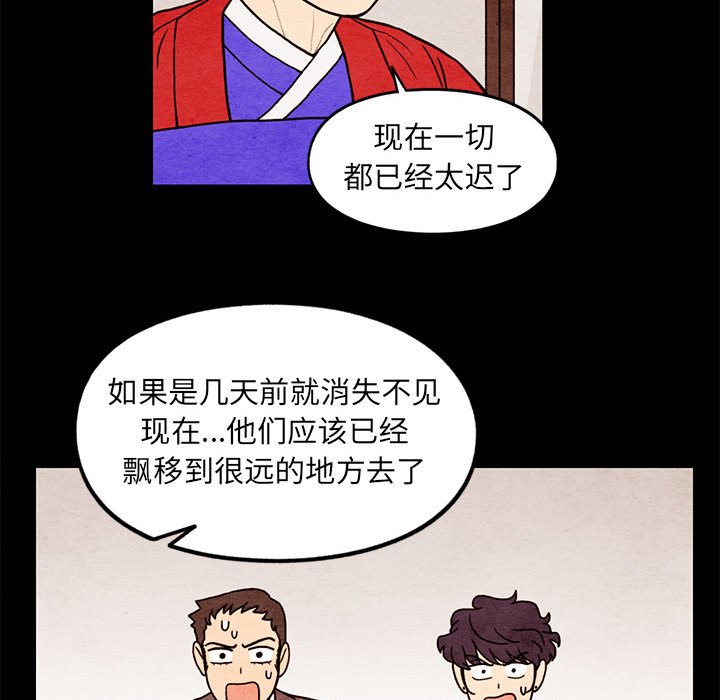 现在一切
都已经太迟了
如果是几天前就消失不见
现在...他们应该已经
飘移到很远的地方去了